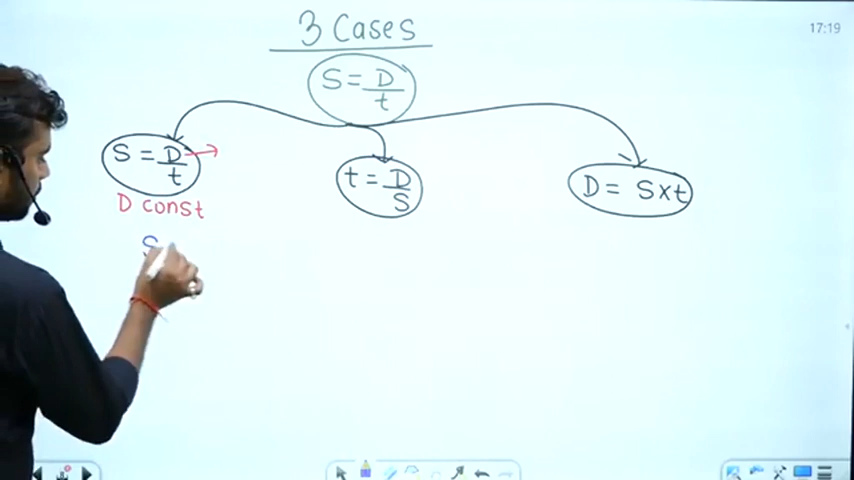 17:19
3 Cases
S = D/t
S = D/t
t = D/S
D = S×t
D const
S